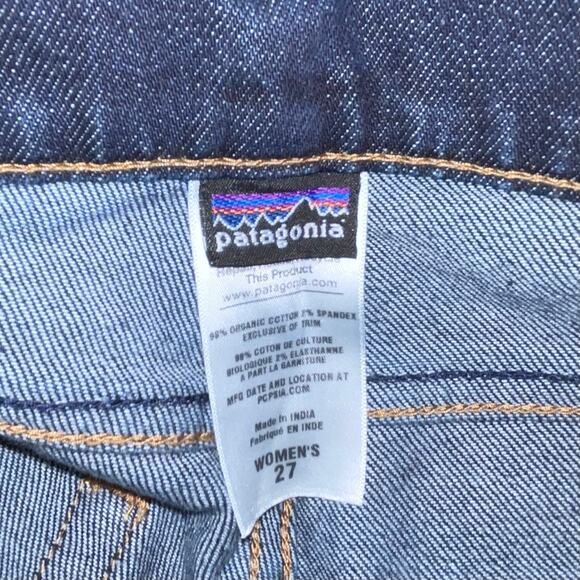 patagonia
This Product
www.patagonia.com
98% ORGANIC COTTON 2% SPANDEX
EXCLUSIVE OF TRIM
98% COTON DE CULTURE
BIOLOGIQUE 2% ELASTHANNE
A PART LA GARNITURE
MFG DATE AND LOCATION AT
PCPSIA.COM
Made in INDIA
Fabriqué EN INDE
WOMEN'S
27